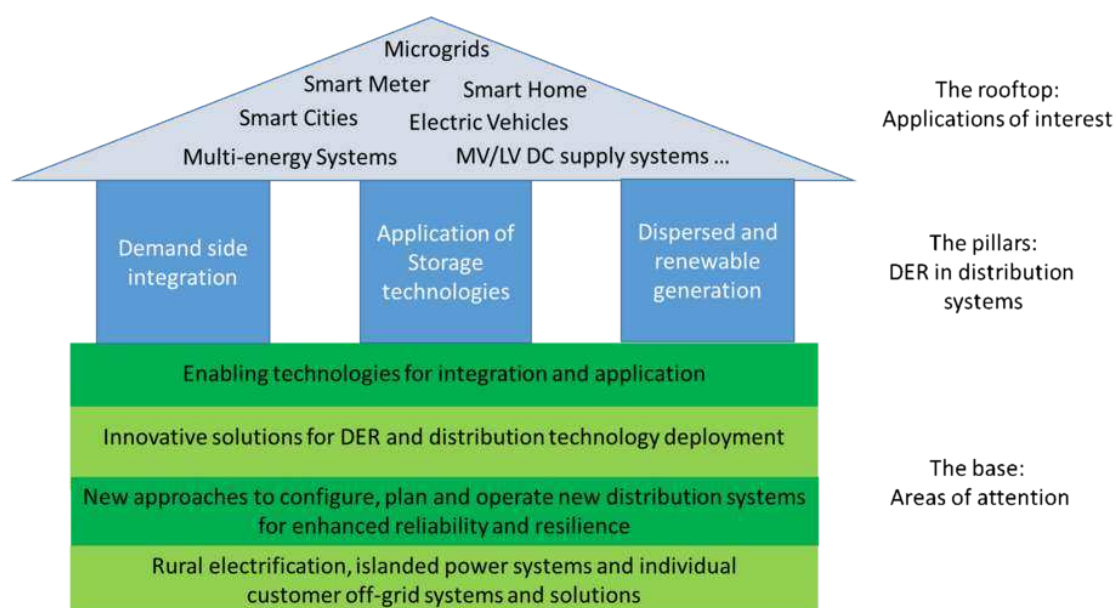 Microgrids
Smart Meter
Smart Home
Smart Cities
Electric Vehicles
Multi-energy Systems
MV/LV DC supply systems ...
The rooftop:
Applications of interest
Demand side
integration
Application of
Storage
technologies
Dispersed and
renewable
generation
The pillars:
DER in distribution
systems
Enabling technologies for integration and application
Innovative solutions for DER and distribution technology deployment
New approaches to configure, plan and operate new distribution systems
for enhanced reliability and resilience
Rural electrification, islanded power systems and individual
customer off-grid systems and solutions
The base:
Areas of attention